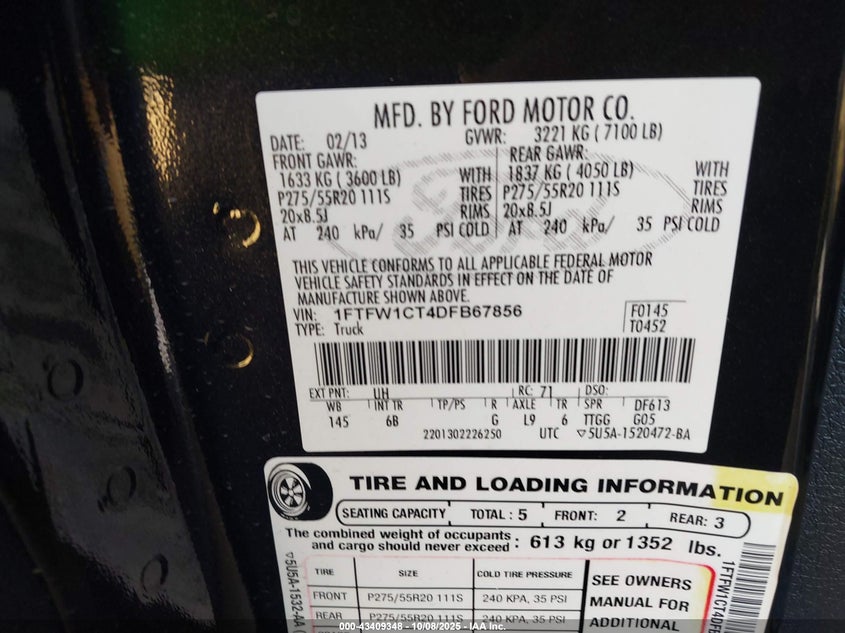 MFD. BY FORD MOTOR CO.
DATE: 02/13 GVWR: 3221 KG ( 7100 LB)
FRONT GAWR: REAR GAWR:
1633 KG ( 3600 LB) WITH 1837 KG ( 4050 LB) WITH
P275/55R20 111S TIRES P275/55R20 111S TIRES
20x8.5J RIMS 20x8.5J RIMS
AT 240 kPa/ 35 PSI COLD AT 240 kPa/ 35 PSI COLD
THIS VEHICLE CONFORMS TO ALL APPLICABLE FEDERAL MOTOR
VEHICLE SAFETY STANDARDS IN EFFECT ON THE DATE OF
MANUFACTURE SHOWN ABOVE.
VIN: 1FTFW1CT4DFB67856 F0145
TYPE: Truck T0452
EXT PNT: UH RC: 71 DSO:
WB INT TR TP/PS R AXLE TR SPR DF613
145 6B G L9 6 TTGG G05
2201302226250 UTC ▽5U5A-1520472-BA
TIRE AND LOADING INFORMATION
SEATING CAPACITY TOTAL : 5 FRONT: 2 REAR: 3
The combined weight of occupants
and cargo should never exceed : 613 kg or 1352 lbs.
TIRE SIZE COLD TIRE PRESSURE SEE OWNERS
FRONT P275/55R20 111S 240 KPA, 35 PSI MANUAL FOR
REAR P275/55R20 111S 240 KPA, 35 PSI ADDITIONAL
▽5U5A-1532-AA
1FTFW1CT4DF
000-43409348 - 10/08/2025 - IAA Inc.